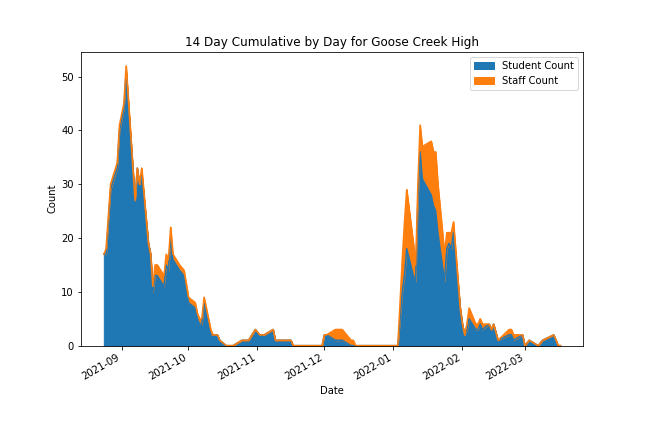 14 Day Cumulative by Day for Goose Creek High
Student Count
Staff Count
50
40
30
20
10
0
Count
2021-09
2021-10
2021-11
2021-12
2022-01
2022-02
2022-03
Date